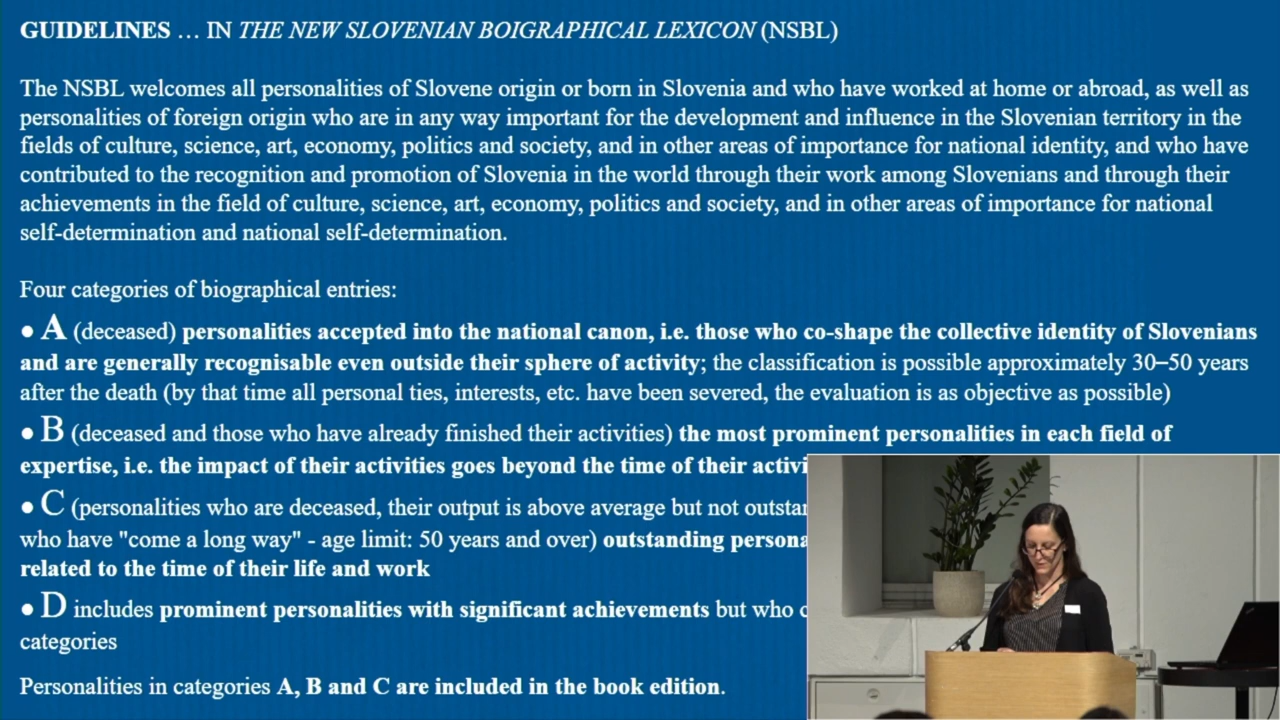 GUIDELINES … IN THE NEW SLOVENIAN BOIGRAPHICAL LEXICON (NSBL)
The NSBL welcomes all personalities of Slovene origin or born in Slovenia and who have worked at home or abroad, as well as
personalities of foreign origin who are in any way important for the development and influence in the Slovenian territory in the
fields of culture, science, art, economy, politics and society, and in other areas of importance for national identity, and who have
contributed to the recognition and promotion of Slovenia in the world through their work among Slovenians and through their
achievements in the field of culture, science, art, economy, politics and society, and in other areas of importance for national
self-determination and national self-determination.
Four categories of biographical entries:
● A (deceased) personalities accepted into the national canon, i.e. those who co-shape the collective identity of Slovenians
and are generally recognisable even outside their sphere of activity; the classification is possible approximately 30–50 years
after the death (by that time all personal ties, interests, etc. have been severed, the evaluation is as objective as possible)
● B (deceased and those who have already finished their activities) the most prominent personalities in each field of
expertise, i.e. the impact of their activities goes beyond the time of their
● C (personalities who are deceased, their output is above average but not
who have "come a long way" - age limit: 50 years and over) outstanding
related to the time of their life and work
● D includes prominent personalities with significant achievements but who
categories
Personalities in categories A, B and C are included in the book edition.